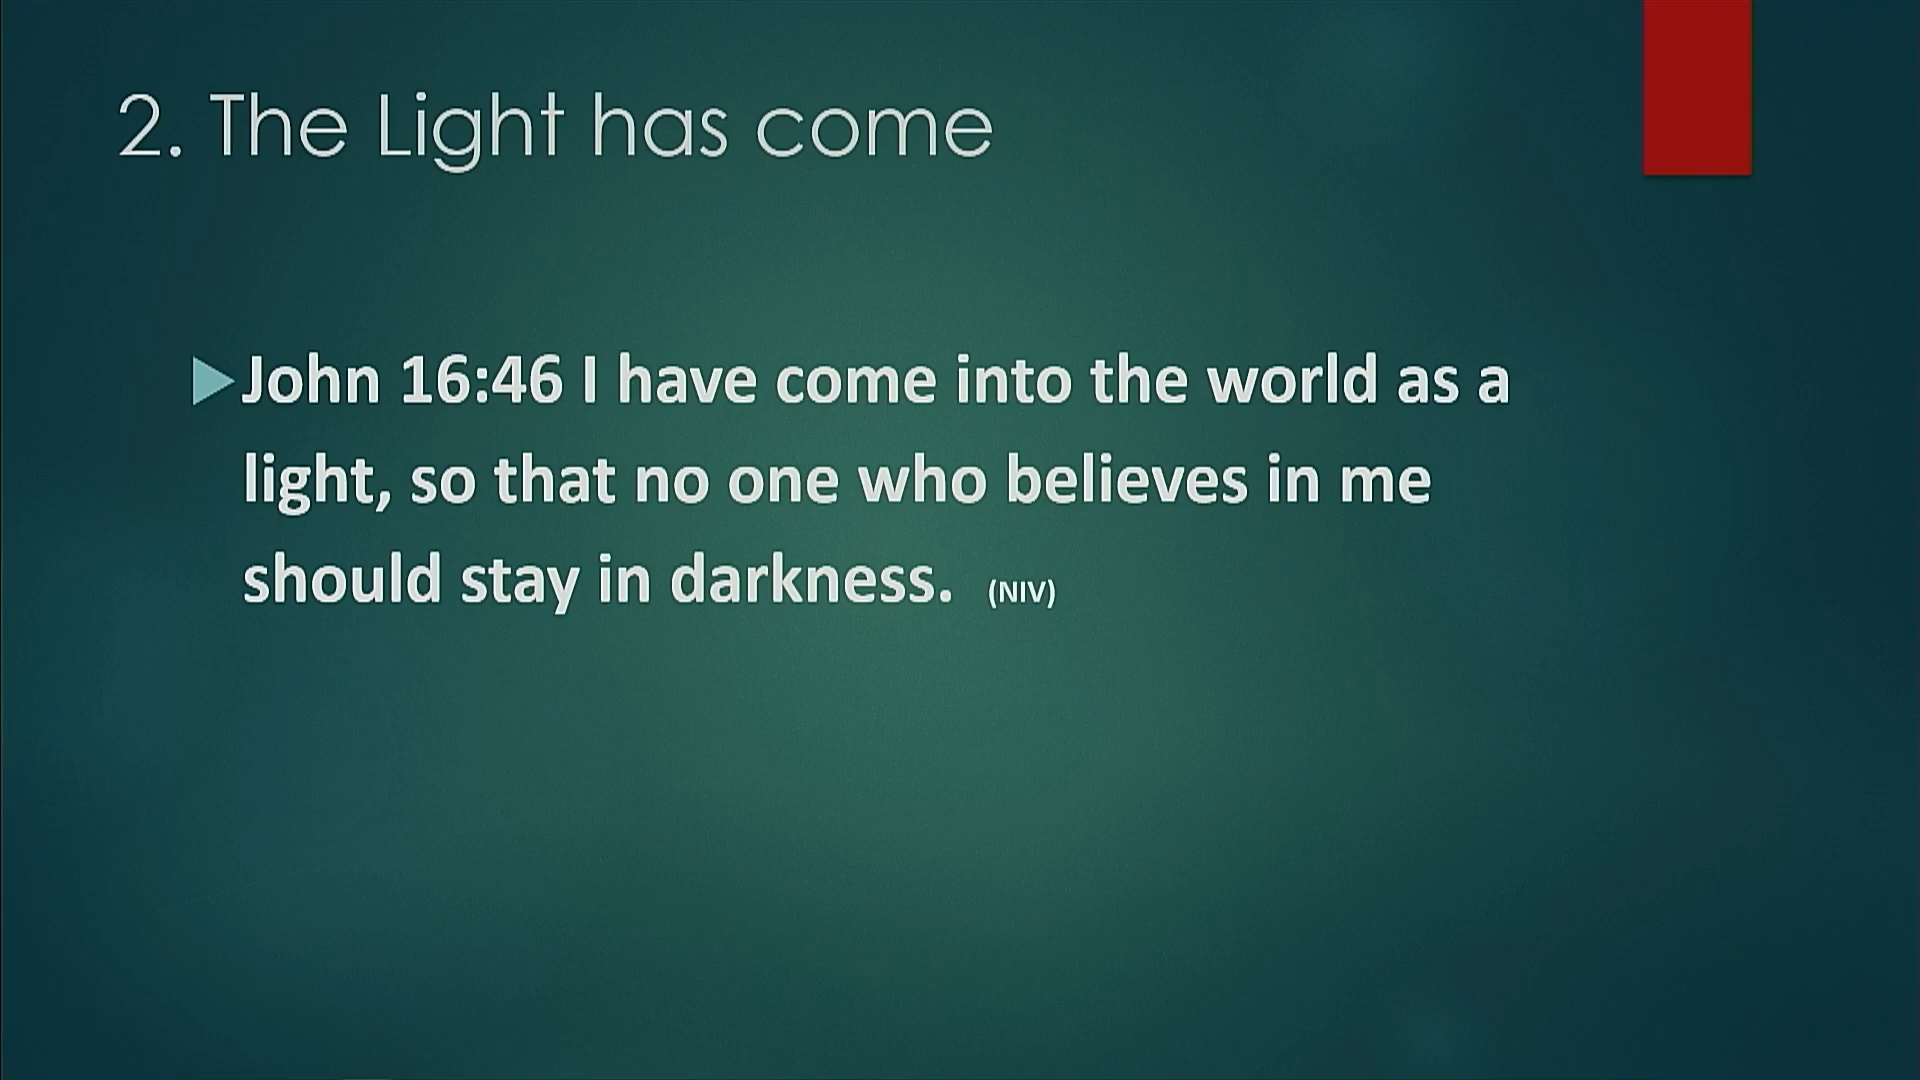 2. The Light has come
John 16:46 I have come into the world as a
light, so that no one who believes in me
should stay in darkness. (NIV)